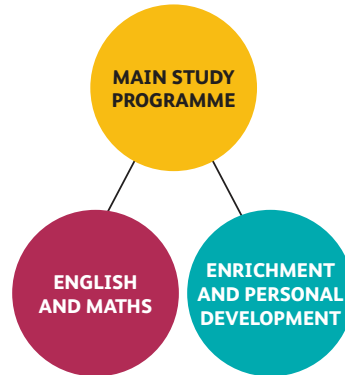 MAIN STUDY
PROGRAMME
ENGLISH
AND MATHS
ENRICHMENT
AND PERSONAL
DEVELOPMENT